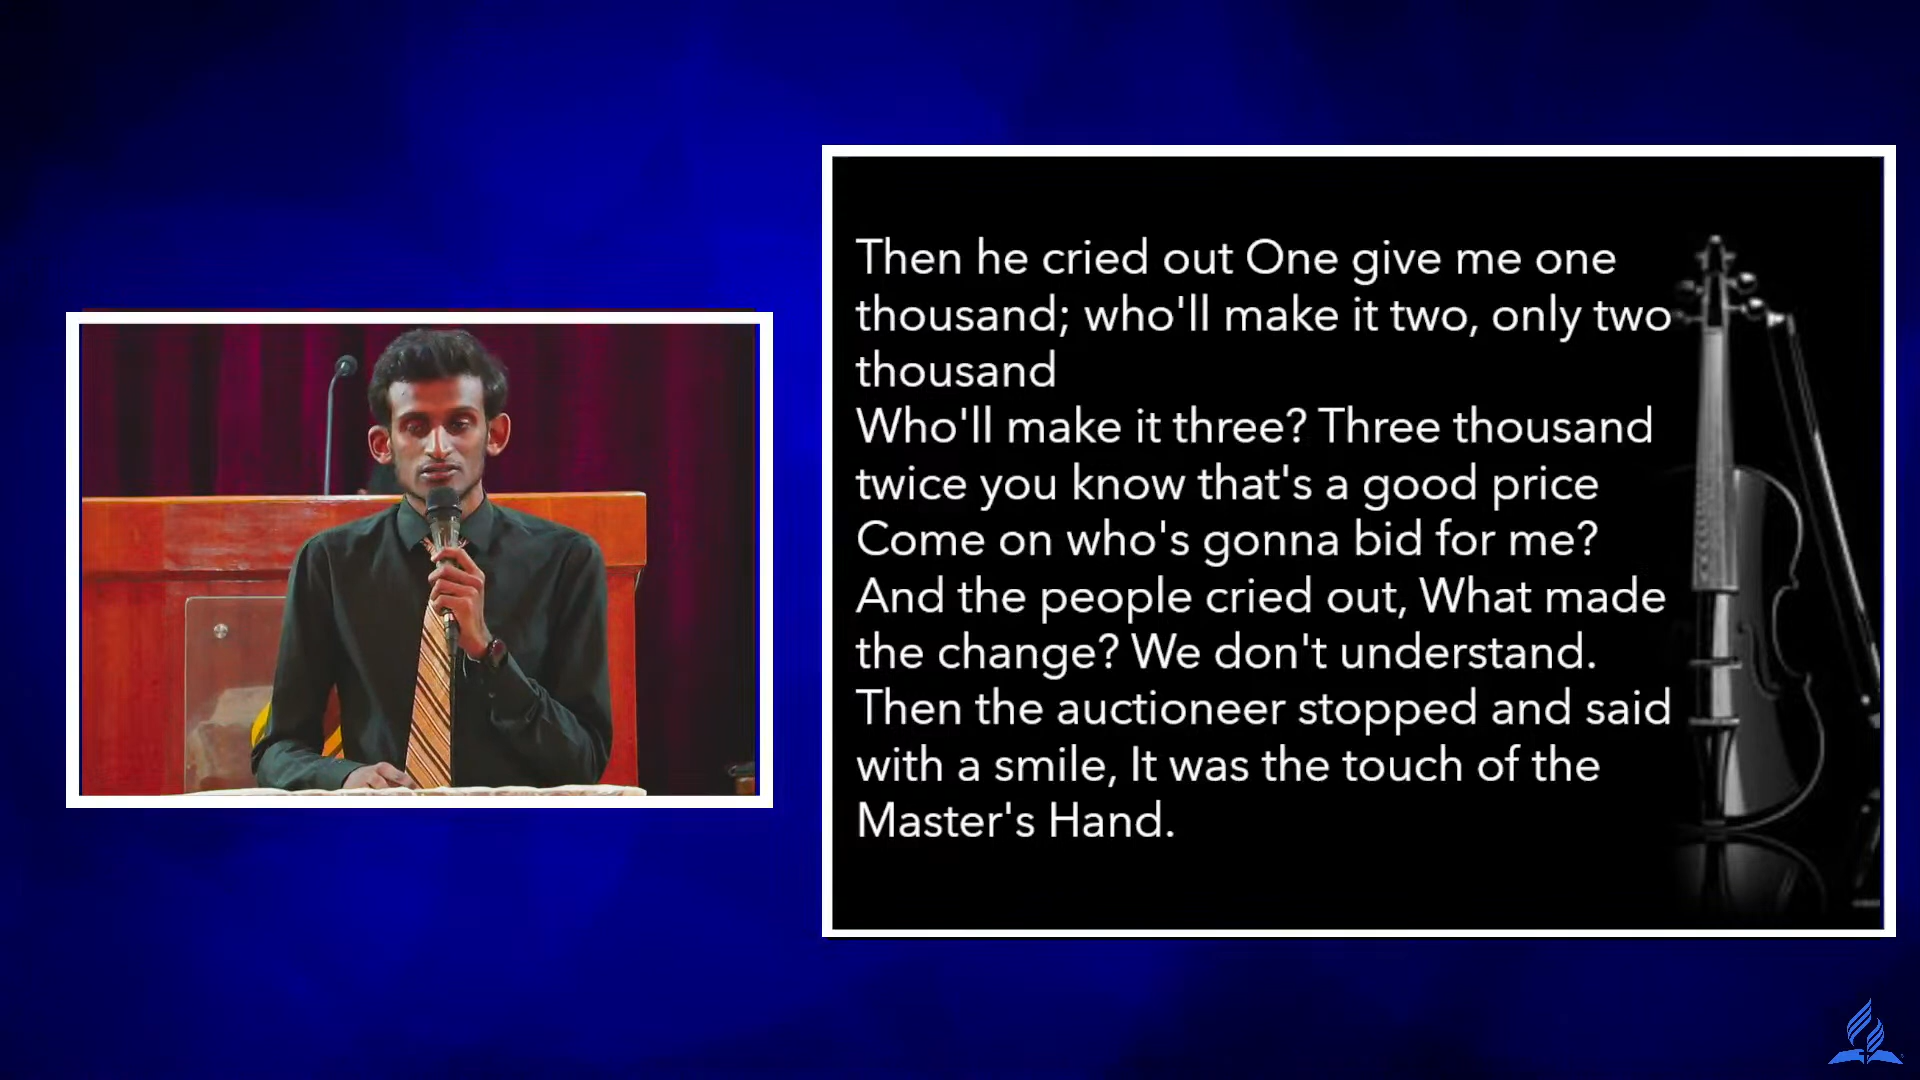 Then he cried out One give me one
thousand; who'll make it two, only two
thousand
Who'll make it three? Three thousand
twice you know that's a good price
Come on who's gonna bid for me?
And the people cried out, What made
the change? We don't understand.
Then the auctioneer stopped and said
with a smile, It was the touch of the
Master's Hand.